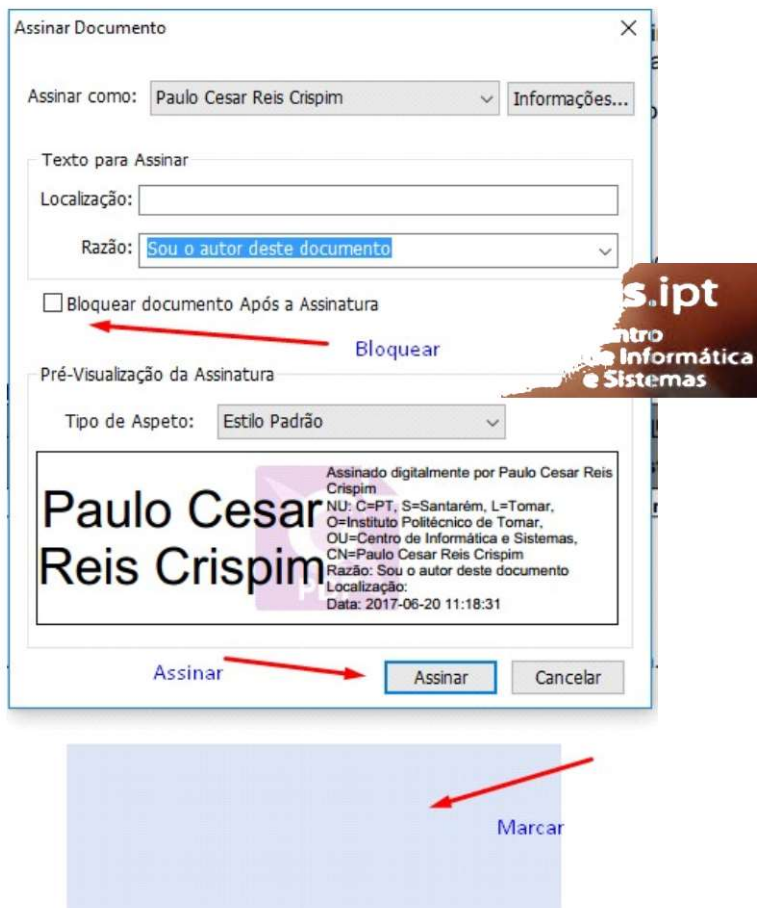 Assinar Documento
Assinar como: Paulo Cesar Reis Crispim Informações...
Texto para Assinar
Localização:
Razão: Sou o autor deste documento
Bloquear documento Após a Assinatura
Bloquear
s.ipt
Informática
e Sistemas
Pré-Visualização da Assinatura
Tipo de Aspeto: Estilo Padrão
Paulo Cesar
Reis Crispim
Assinado digitalmente por Paulo Cesar Reis
Crispim
NU: C=PT, S=Santarém, L=Tomar,
O=Instituto Politécnico de Tomar,
OU=Centro de Informática e Sistemas,
CN=Paulo Cesar Reis Crispim
Razão: Sou o autor deste documento
Localização:
Data: 2017-06-20 11:18:31
PDF
Assinar
Assinar Cancelar
Marcar